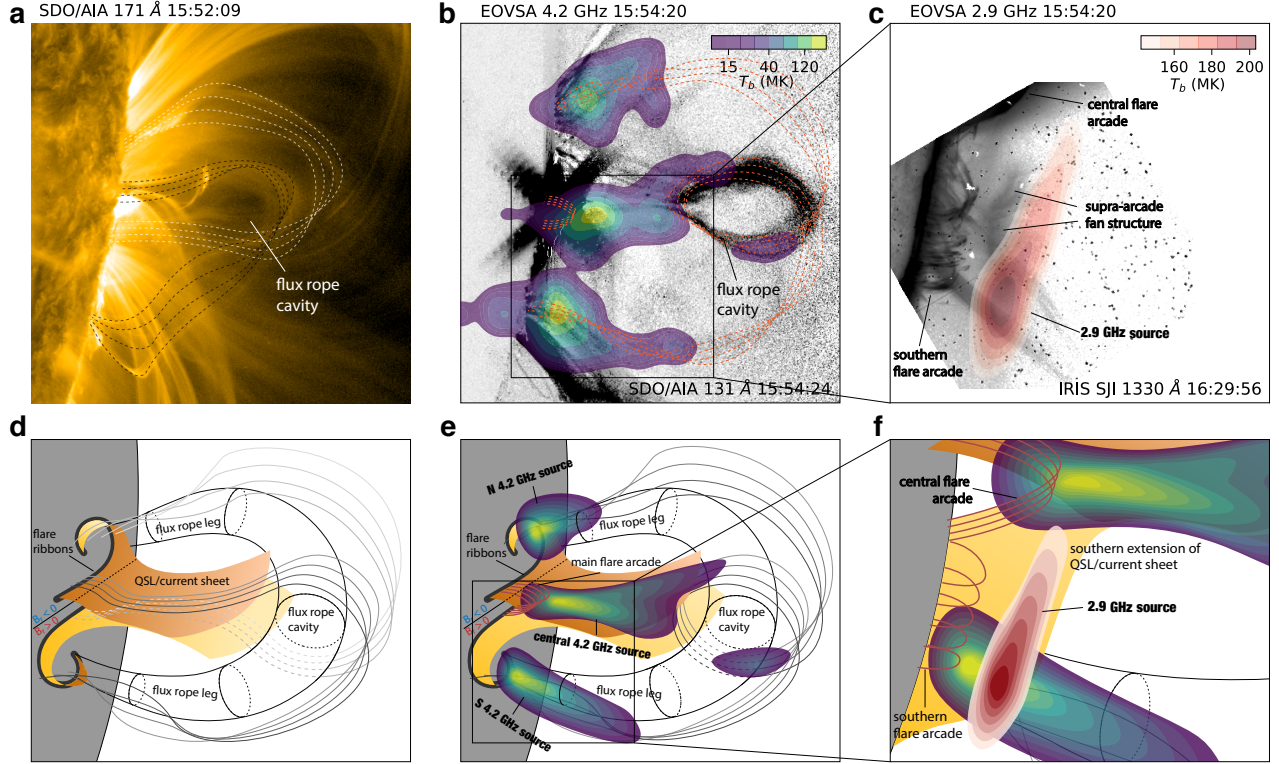 a
SDO/AIA 171 Å 15:52:09
flux rope
cavity
b
EOVSA 4.2 GHz 15:54:20
15 40 120
T_b (MK)
flux rope
cavity
SDO/AIA 131 15:54:24
c
EOVSA 2.9 GHz 15:54:20
160 180 200
T_b (MK)
central flare
arcade
supra-arcade
fan structure
2.9 GHz source
southern
flare arcade
IRIS SJI 1330 Å 16:29:56
d
flux rope leg
flare
ribbons
QSL/current sheet
B_r < 0
B_r > 0
flux rope
cavity
flux rope leg
e
N 4.2 GHz source
flux rope leg
flare
ribbons
main flare arcade
B_r < 0
B_r > 0
flux rope
cavity
central 4.2 GHz source
flux rope leg
S 4.2 GHz source
f
central flare
arcade
southern extension of
QSL/current sheet
2.9 GHz source
southern
flare arcade